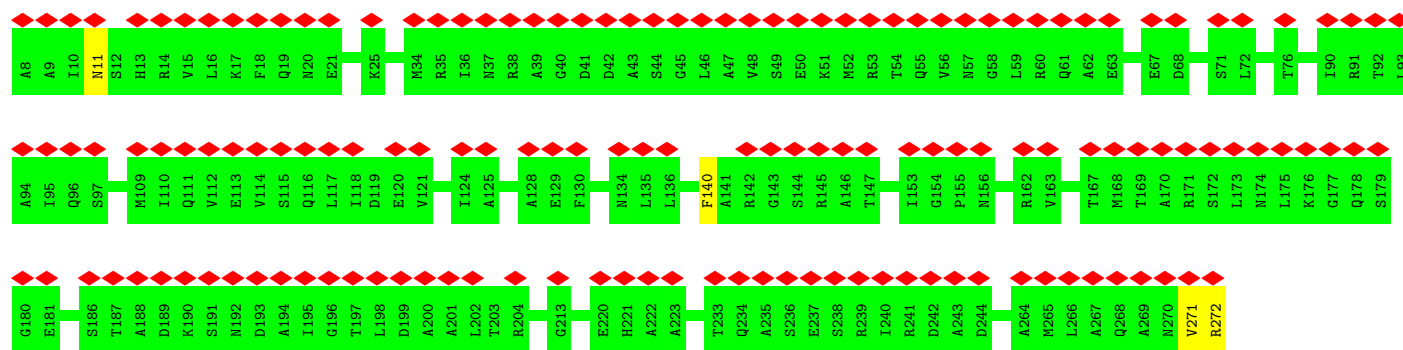 A8 A9 I10 N11 S12 H13 R14 V15 L16 K17 F18 Q19 N20 E21 K25 M34 R35 I36 N37 R38 A39 G40 D41 D42 A43 S44 G45 L46 A47 V48 S49 E50 K51 M52 R53 T54 Q55 V56 N57 G58 L59 R60 Q61 A62 E63 E67 D68 S71 L72 T76 I90 R91 T92 L93
A94 I95 Q96 S97 M109 I110 Q111 V112 E113 V114 S115 Q116 L117 I118 D119 E120 V121 I124 A125 A128 E129 F130 N134 L135 L136 F140 A141 R142 G143 S144 R145 A146 T147 I153 G154 P155 N156 R162 V163 T167 M168 T169 A170 R171 S172 L173 N174 L175 K176 G177 Q178 S179
G180 E181 S186 T187 A188 D189 K190 S191 N192 D193 A194 I195 G196 T197 L198 D199 A200 A201 L202 T203 R204 G213 E220 H221 A222 A223 T233 Q234 A235 S236 E237 S238 R239 I240 R241 D242 A243 D244 A264 M265 L266 A267 Q268 A269 N270 V271 R272